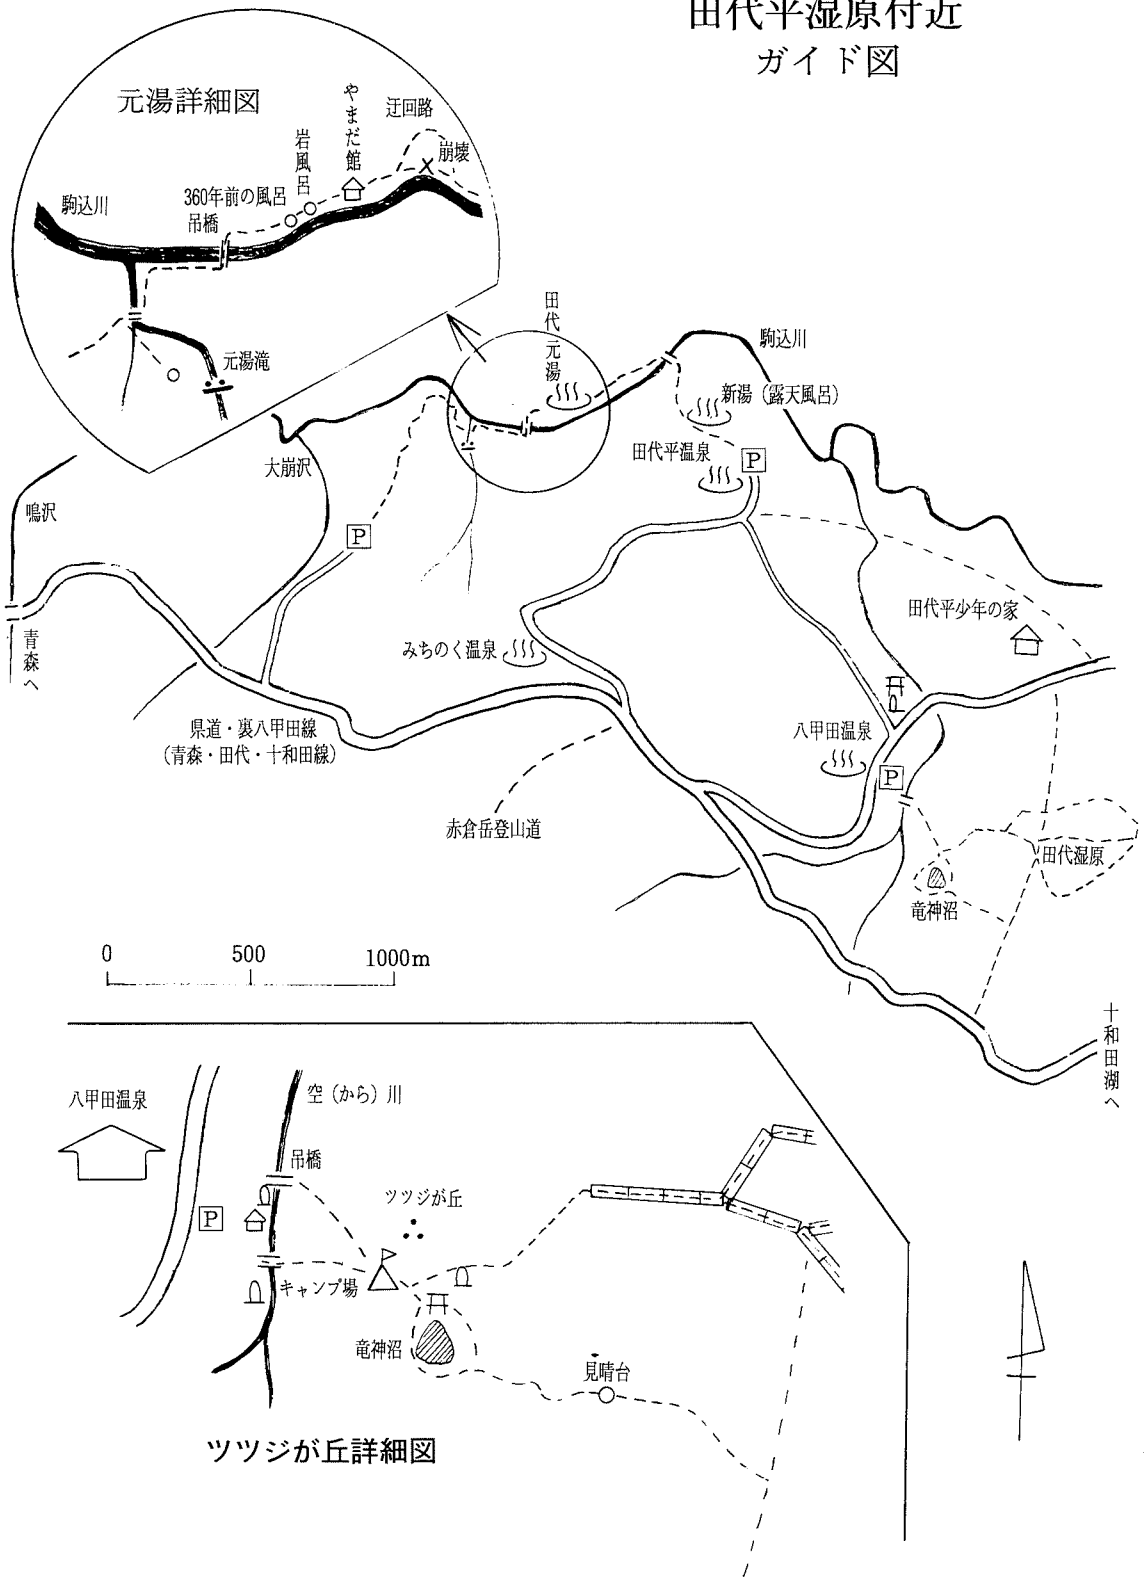 田代平湿原付近
ガイド図
元湯詳細図
やまだ館
迂回路
崩壊
岩風呂
360年前の風呂
吊橋
駒込川
元湯滝
田代元湯
駒込川
新湯（露天風呂）
田代平温泉
P
大崩沢
鳴沢
P
青森へ
みちのく温泉
田代平少年の家
県道・裏八甲田線
（青森・田代・十和田線）
八甲田温泉
P
赤倉岳登山道
田代湿原
竜神沼
0 500 1000m
十和田湖へ
八甲田温泉
空（から）川
吊橋
ツツジが丘
P
キャンプ場
竜神沼
見晴台
ツツジが丘詳細図